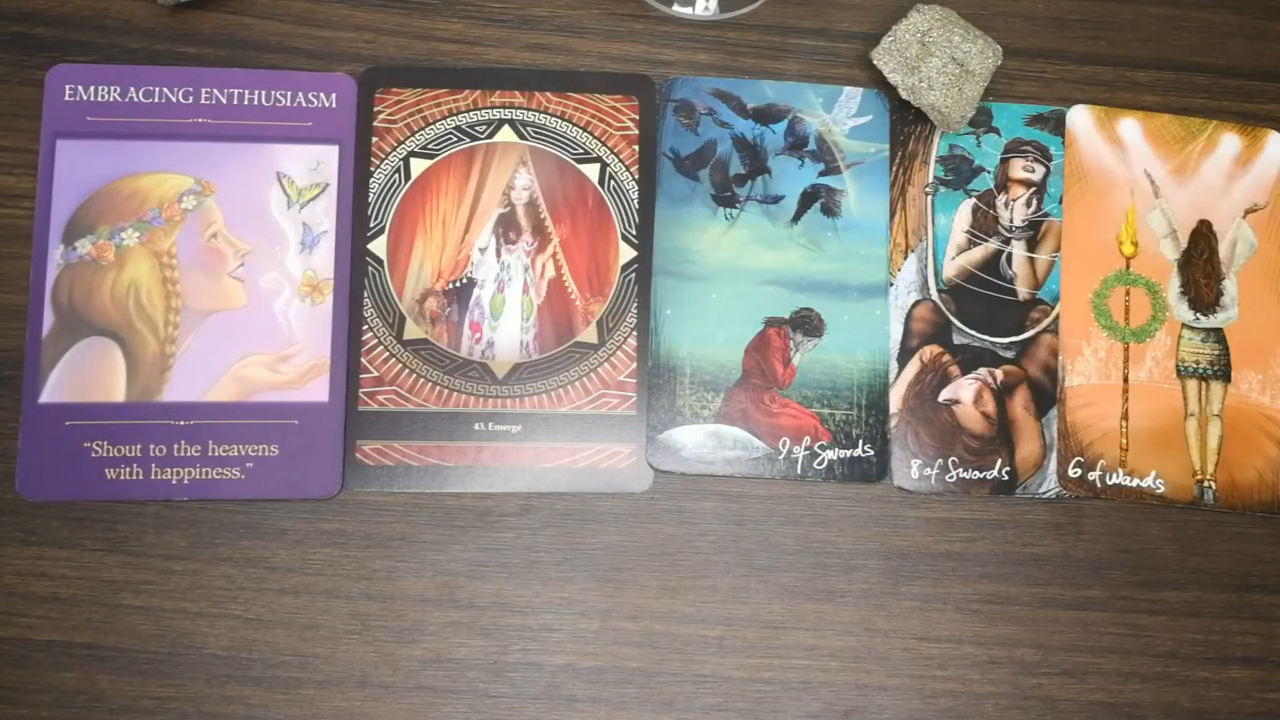 EMBRACING ENTHUSIASM
“Shout to the heavens
with happiness.”
43. Emerge
9 of Swords
8 of Swords
6 of Wands